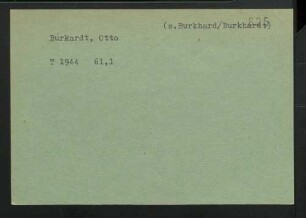 (s.Burkhard/Burkhardt)
Burkardt, Otto
T 1944 61,1